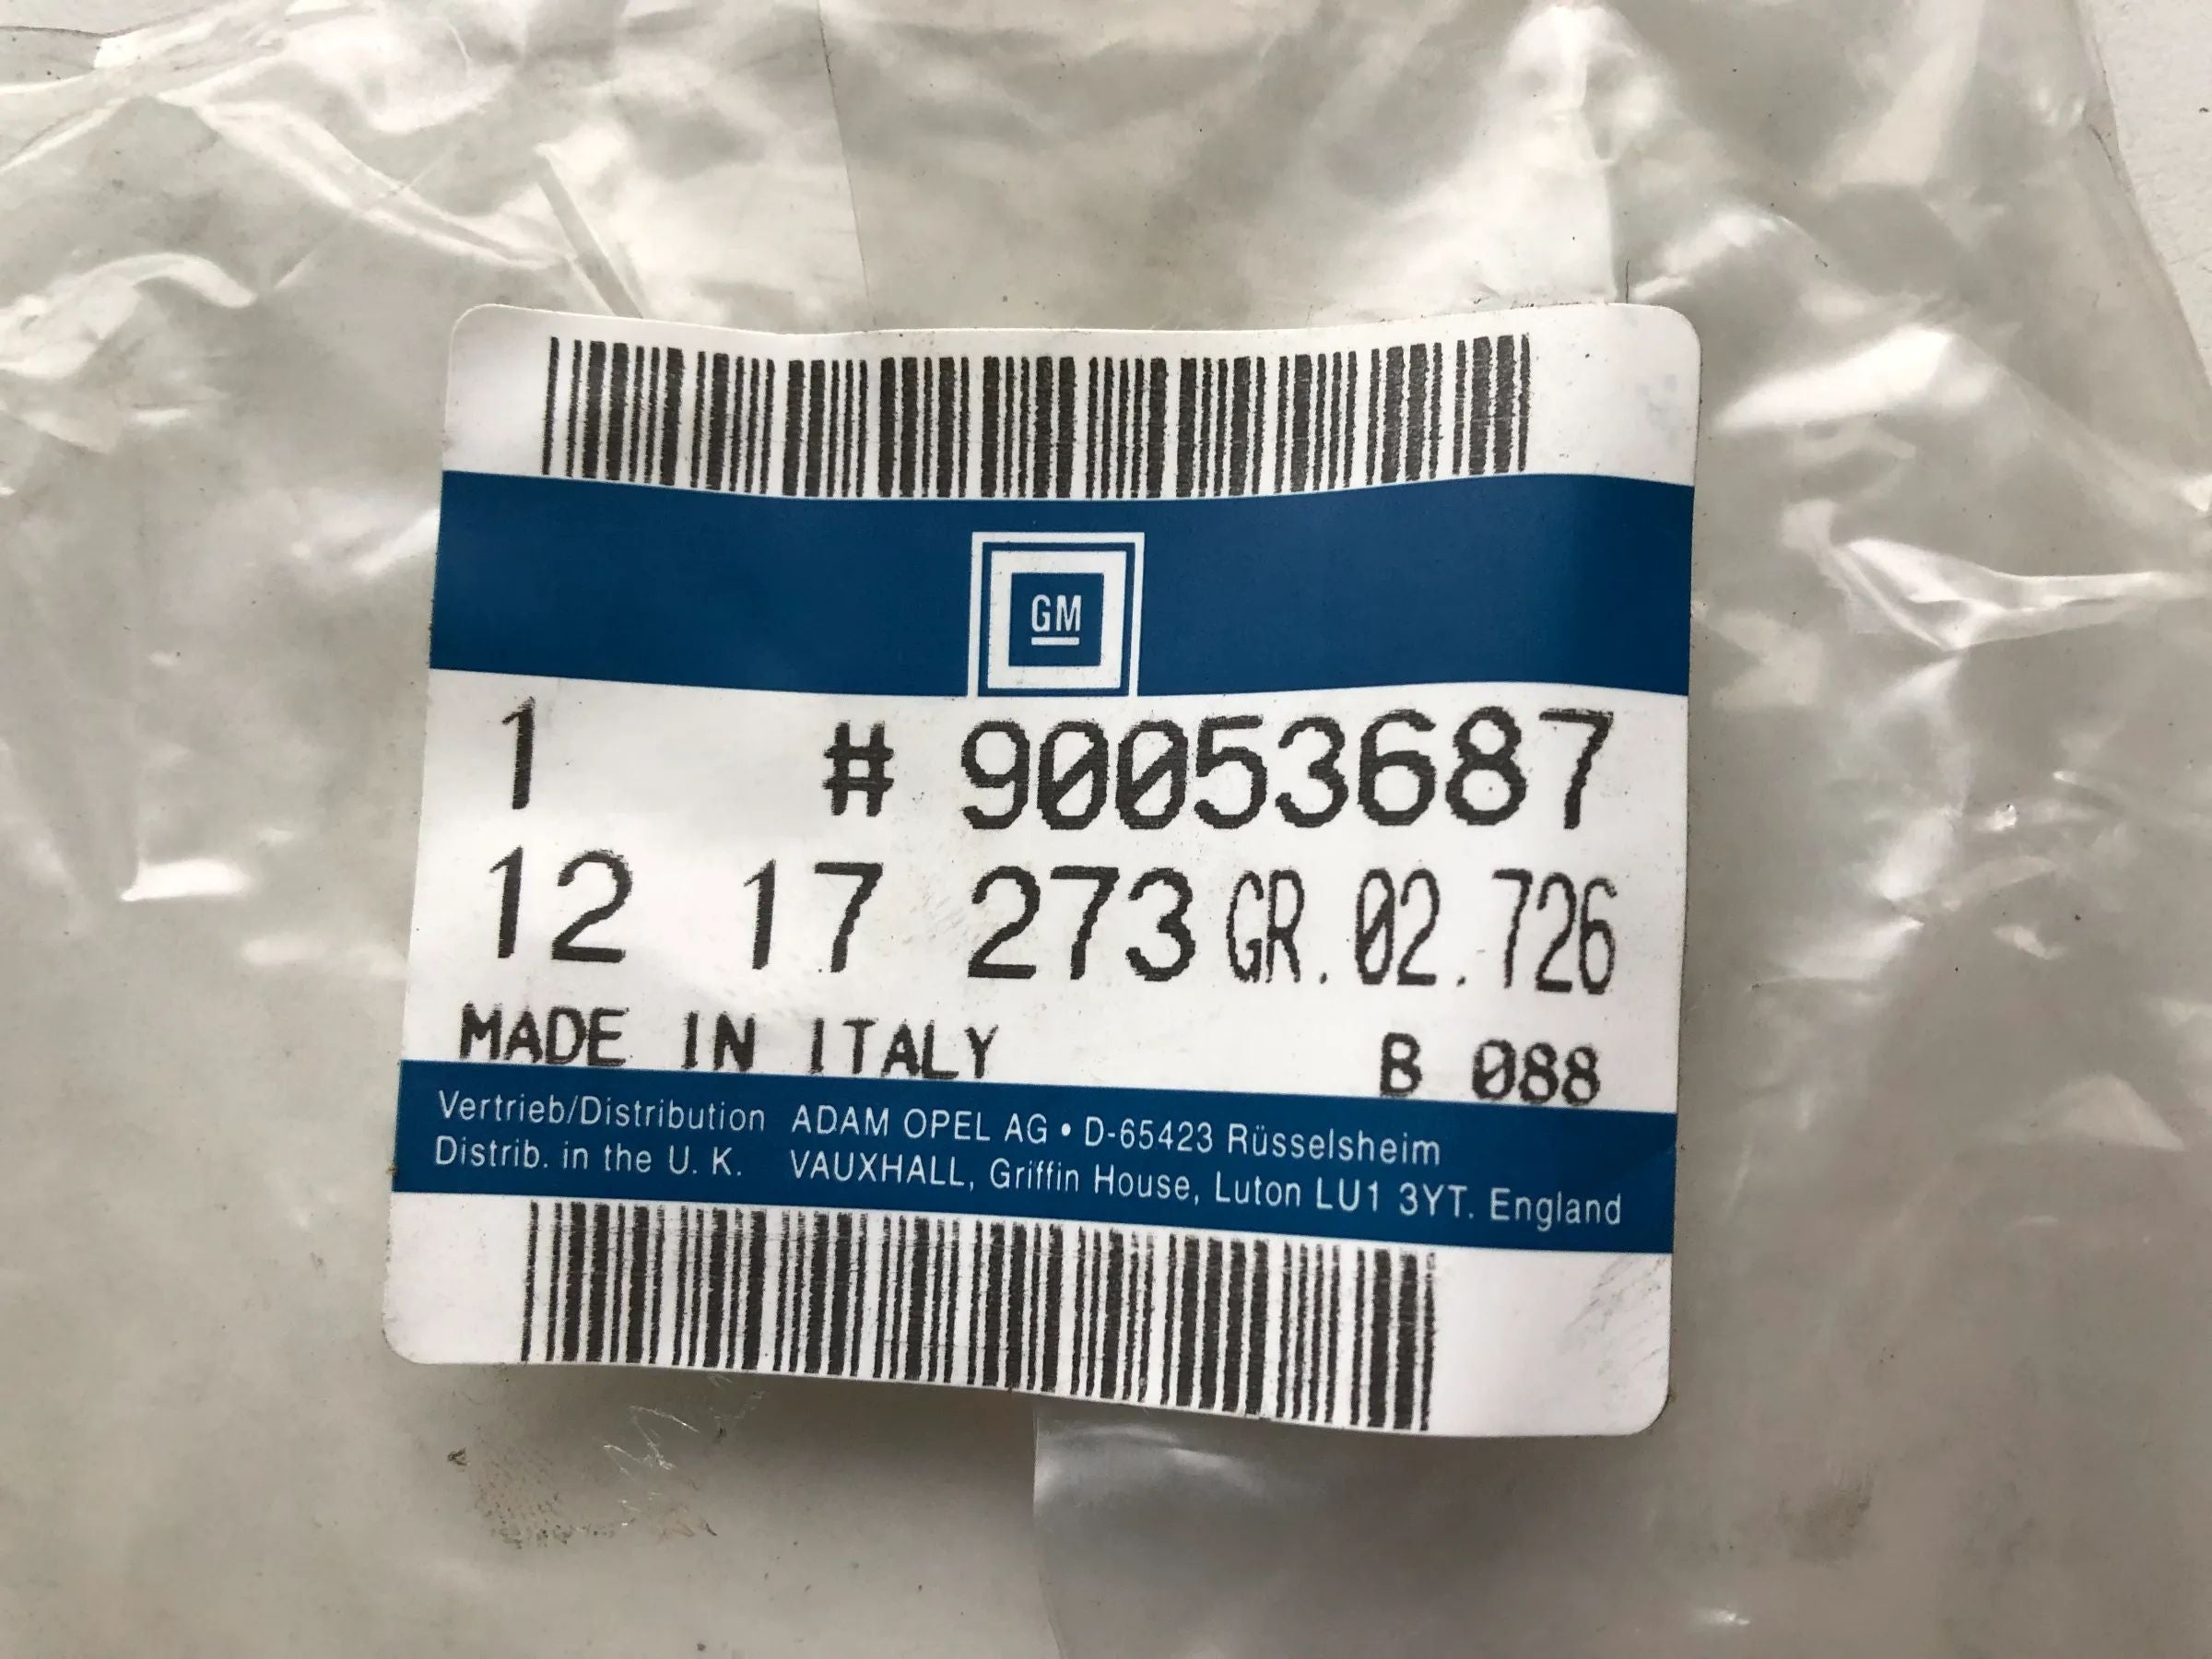 GM
1 # 90053687
12 17 273 GR. 02. 726
MADE IN ITALY B 088
Vertrieb/Distribution ADAM OPEL AG • D-65423 Rüsselsheim
Distrib. in the U. K. VAUXHALL, Griffin House, Luton LU1 3YT. England